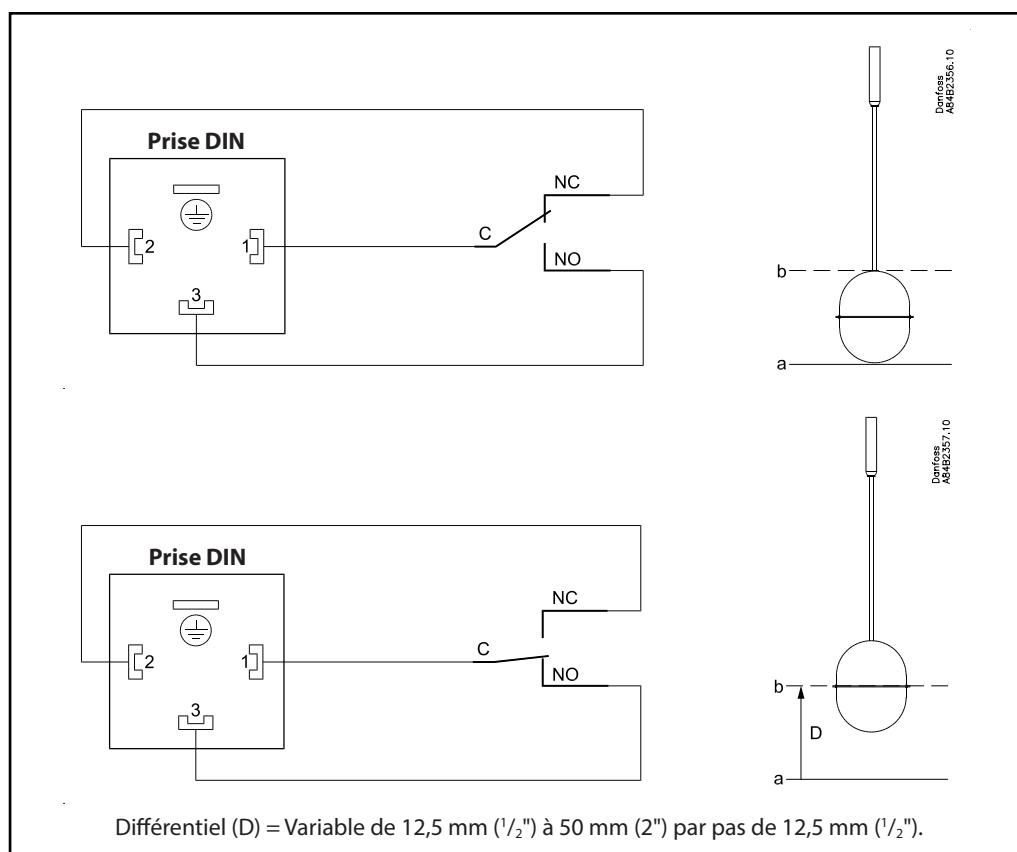 Prise DIN
2
1
3
NC
C
NO
Danfoss
A84B2356.10
b
a
Prise DIN
2
1
3
NC
C
NO
Danfoss
A84B2357.10
b
D
a
Différentiel (D) = Variable de 12,5 mm (1/2") à 50 mm (2") par pas de 12,5 mm (1/2").